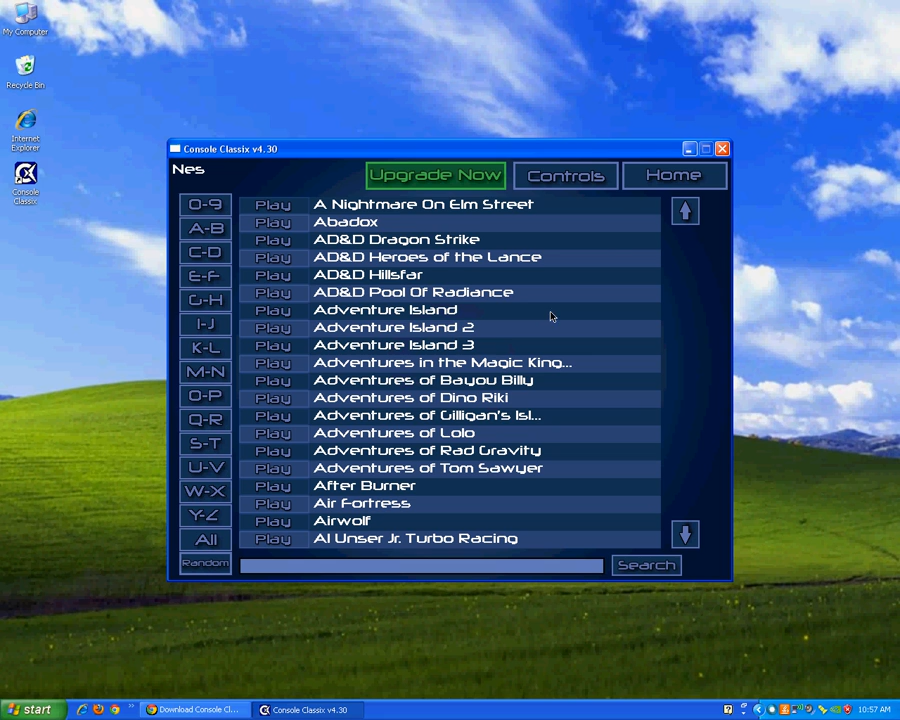 My Computer
Recycle Bin
Internet
Explorer
Console
Classix
Console Classix v4.30
Nes
Upgrade Now
Controls
Home
0-9
A-B
C-D
E-F
G-H
I-J
K-L
M-N
O-P
Q-R
S-T
U-V
W-X
Y-Z
All
Random
Play A Nightmare On Elm Street
Play Abadox
Play AD&D Dragon Strike
Play AD&D Heroes of the Lance
Play AD&D Hillsfar
Play AD&D Pool Of Radiance
Play Adventure Island
Play Adventure Island 2
Play Adventure Island 3
Play Adventures in the Magic King...
Play Adventures of Bayou Billy
Play Adventures of Dino Riki
Play Adventures of Gilligan's Isl...
Play Adventures of Lolo
Play Adventures of Rad Gravity
Play Adventures of Tom Sawyer
Play After Burner
Play Air Fortress
Play Airwolf
Play Al Unser Jr. Turbo Racing
Search
start
Download Console Cl...
Console Classix v4.30
10:57 AM